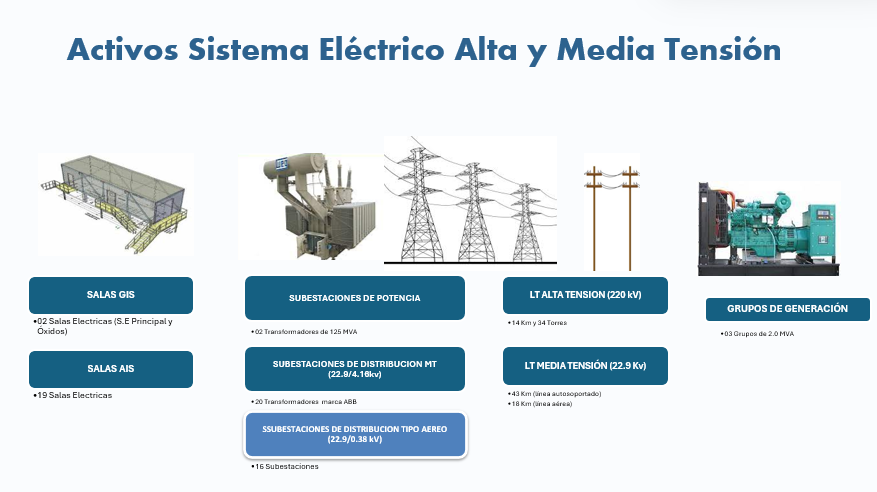 Activos Sistema Eléctrico Alta y Media Tensión
SALAS GIS
•02 Salas Electricas (S.E Principal y
Óxidos)
SALAS AIS
•19 Salas Electricas
SUBESTACIONES DE POTENCIA
•02 Transformadores de 125 MVA
SUBESTACIONES DE DISTRIBUCION MT
(22.9/4.16kv)
•20 Transformadores marca ABB
SSUBESTACIONES DE DISTRIBUCION TIPO AEREO
(22.9/0.38 kV)
•16 Subestaciones
LT ALTA TENSION (220 kV)
•14 Km y 34 Torres
LT MEDIA TENSIÓN (22.9 Kv)
•43 Km (línea autosoportado)
•18 Km (línea aérea)
GRUPOS DE GENERACIÓN
•03 Grupos de 2.0 MVA